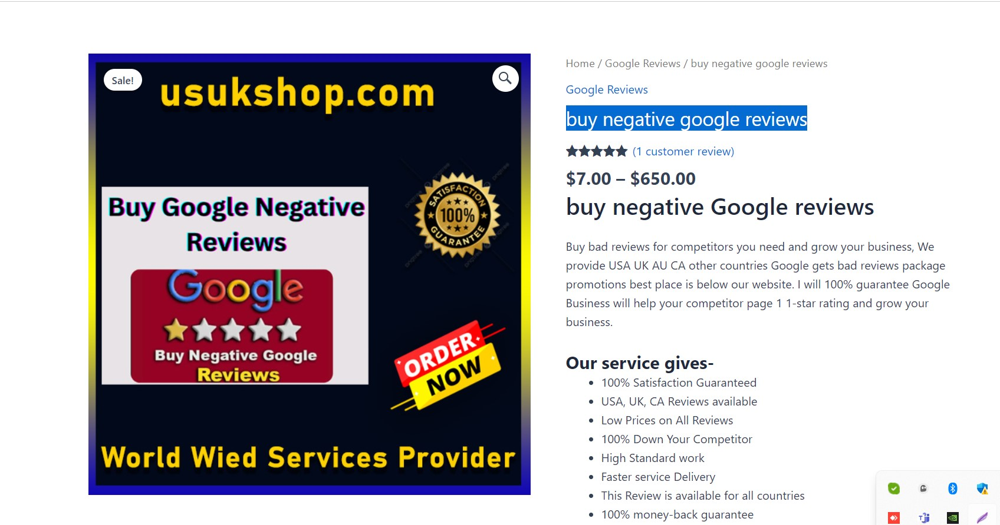 Sale!
usukshop.com
Buy Google Negative
Reviews
Google
Buy Negative Google
Reviews
SATISFACTION
100%
GUARANTEE
ORDER
NOW
World Wied Services Provider
Home / Google Reviews / buy negative google reviews
Google Reviews
buy negative google reviews
(1 customer review)
$7.00 – $650.00
buy negative Google reviews
Buy bad reviews for competitors you need and grow your business, We
provide USA UK AU CA other countries Google gets bad reviews package
promotions best place is below our website. I will 100% guarantee Google
Business will help your competitor page 1 1-star rating and grow your
business.
Our service gives-
100% Satisfaction Guaranteed
USA, UK, CA Reviews available
Low Prices on All Reviews
100% Down Your Competitor
High Standard work
Faster service Delivery
This Review is available for all countries
100% money-back guarantee